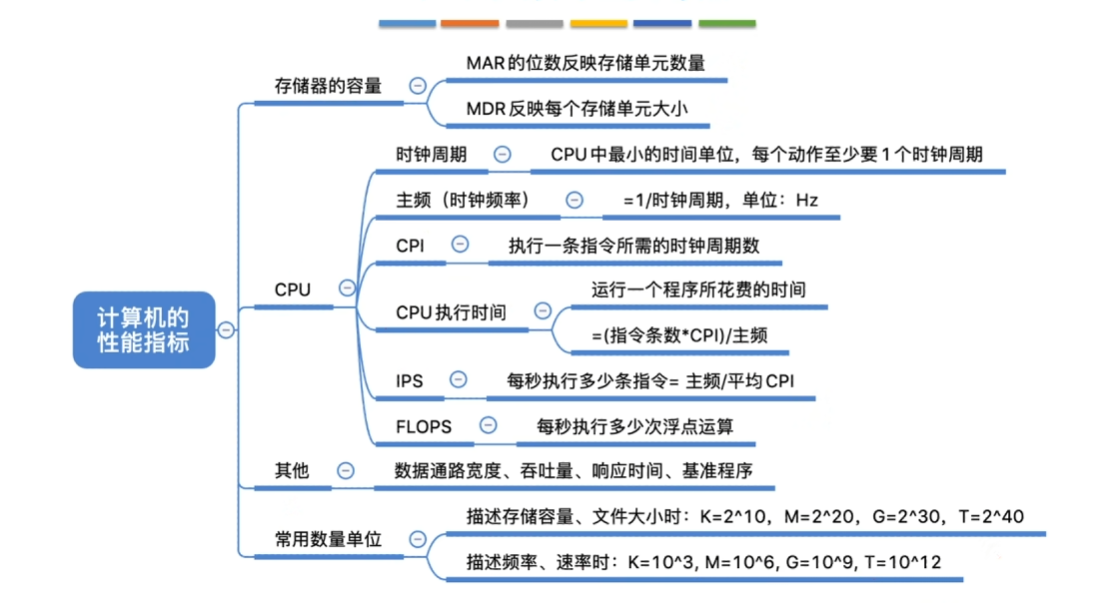 存储器的容量
MAR的位数反映存储单元数量
MDR反映每个存储单元大小
时钟周期
CPU中最小的时间单位，每个动作至少要1个时钟周期
主频（时钟频率）
=1/时钟周期，单位：Hz
CPI
执行一条指令所需的时钟周期数
CPU
计算机的
性能指标
CPU执行时间
运行一个程序所花费的时间
=(指令条数*CPI)/主频
IPS
每秒执行多少条指令= 主频/平均CPI
FLOPS
每秒执行多少次浮点运算
其他
数据通路宽度、吞吐量、响应时间、基准程序
常用数量单位
描述存储容量、文件大小时：K=2^10，M=2^20，G=2^30，T=2^40
描述频率、速率时：K=10^3, M=10^6, G=10^9, T=10^12